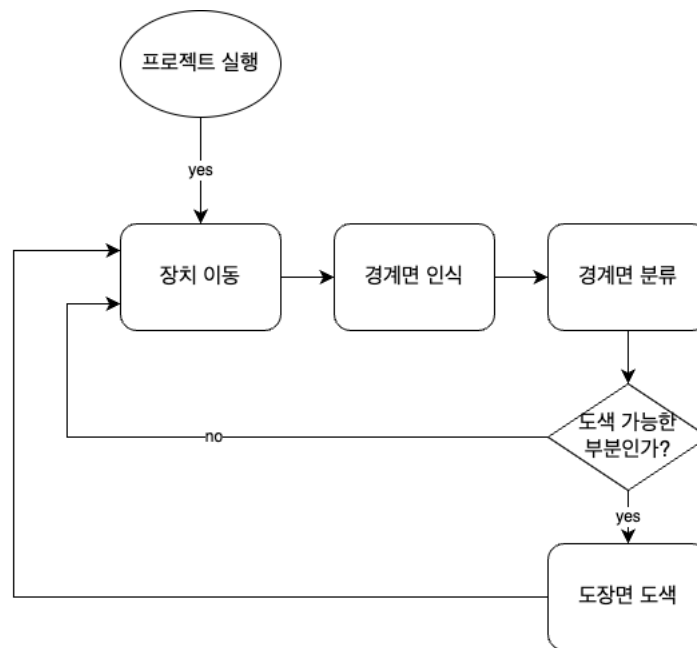 프로젝트 실행
yes
장치 이동
경계면 인식
경계면 분류
도색 가능한
부분인가?
no
yes
도장면 도색